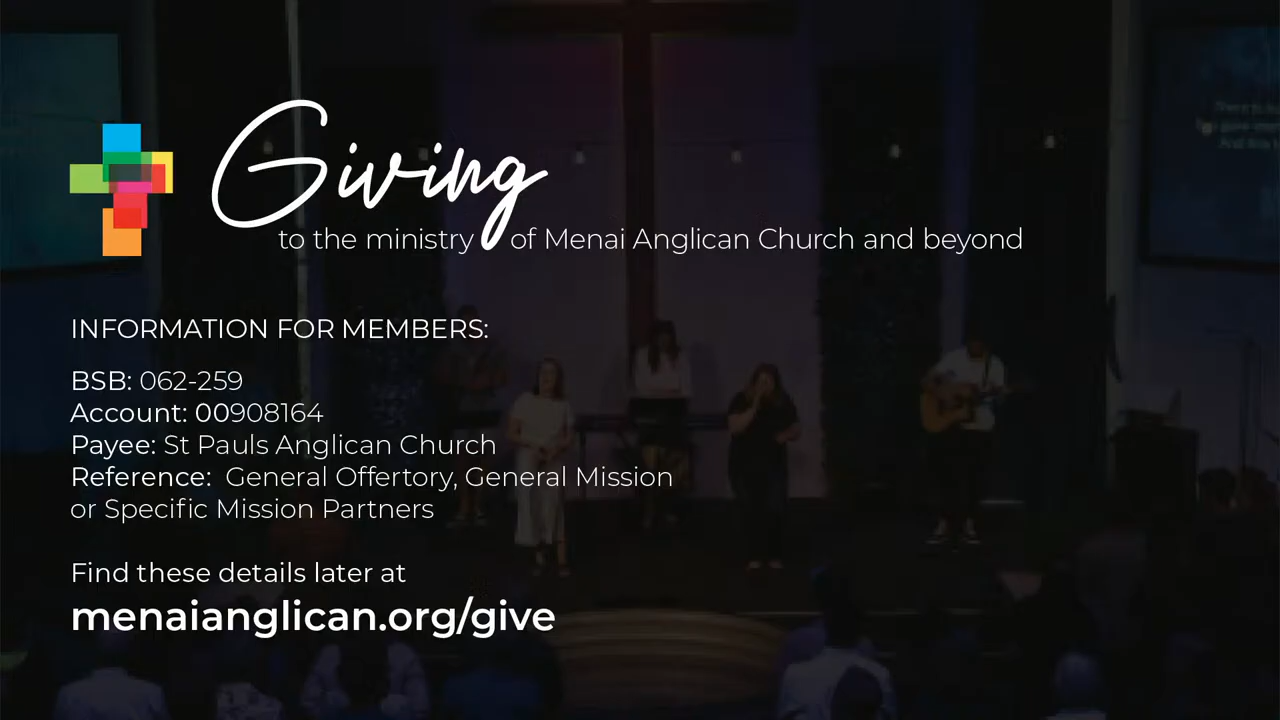 Giving
to the ministry of Menai Anglican Church and beyond
INFORMATION FOR MEMBERS:
BSB: 062-259
Account: 00908164
Payee: St Pauls Anglican Church
Reference: General Offertory, General Mission
or Specific Mission Partners
Find these details later at
menaianglican.org/give